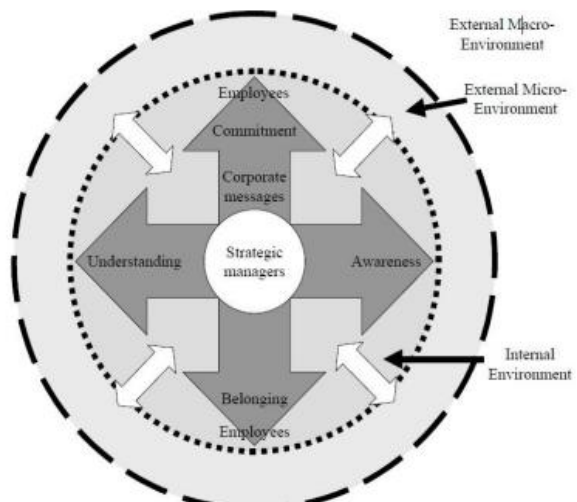 External Macro-
Environment
External Micro-
Environment
Employees
Commitment
Corporate
messages
Understanding
Strategic
managers
Awareness
Internal
Environment
Belonging
Employees